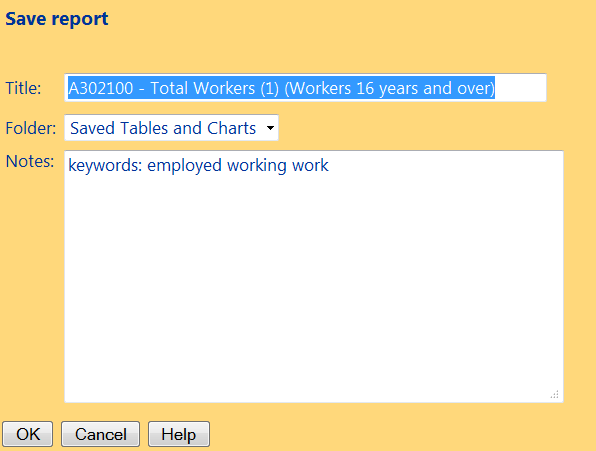 Save report
Title: A302100 - Total Workers (1) (Workers 16 years and over)
Folder: Saved Tables and Charts
Notes: keywords: employed working work
OK Cancel Help